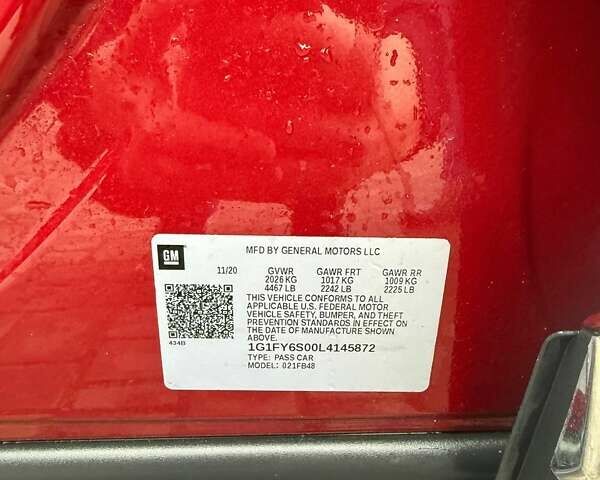 GM
MFD BY GENERAL MOTORS LLC
11/20 GVWR GAWR FRT GAWR RR
2026 KG 1017 KG 1009 KG
4467 LB 2242 LB 2225 LB
THIS VEHICLE CONFORMS TO ALL
APPLICABLE U.S. FEDERAL MOTOR
VEHICLE SAFETY, BUMPER, AND THEFT
PREVENTION STANDARDS IN EFFECT ON
THE DATE OF MANUFACTURE SHOWN
ABOVE.
434B
1G1FY6S00L4145872
TYPE: PASS CAR
MODEL: 021FB48